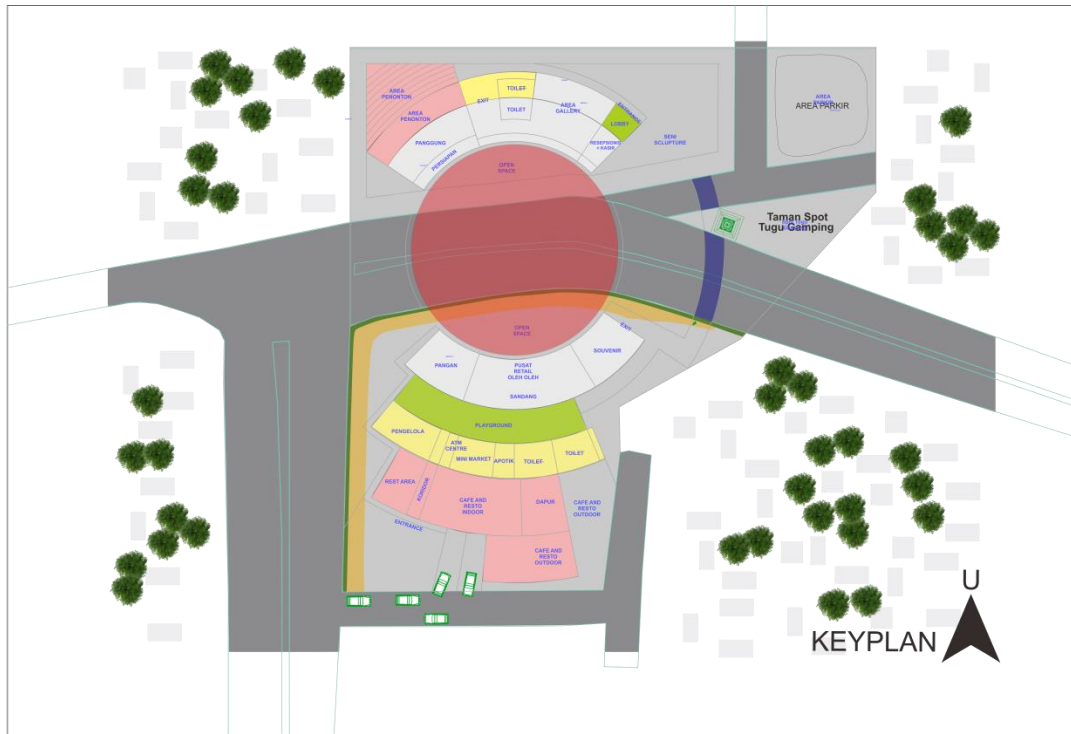 AREA
PENONTON
AREA
PENONTON
EXIT
TOILET
TOILET
AREA
GALLERY
ENTRANCE
LOBBY
RESEPSIONIS
+ KASIR
PANGGUNG
PERSIAPAN
SENI
SCLUPTURE
AREA PARKIR
OPEN
SPACE
Taman Spot
Tugu Gamping
OPEN
SPACE
EXIT
SOUVENIR
PANGAN
PUSAT
RETAIL
OLEH OLEH
SANDANG
PLAYGROUND
PENGELOLA
ATM
CENTRE
MINI MARKET
APOTIK
TOILET
TOILET
REST AREA
KORIDOR
CAFE AND
RESTO
INDOOR
DAPUR
CAFE AND
RESTO
OUTDOOR
ENTRANCE
CAFE AND
RESTO
OUTDOOR
U
KEYPLAN